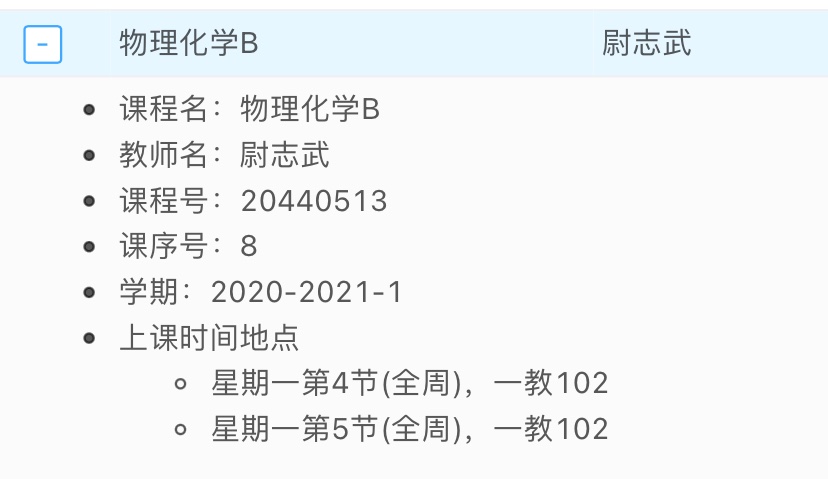 物理化学B 尉志武
课程名：物理化学B
教师名：尉志武
课程号：20440513
课序号：8
学期：2020-2021-1
上课时间地点
星期一第4节(全周)，一教102
星期一第5节(全周)，一教102